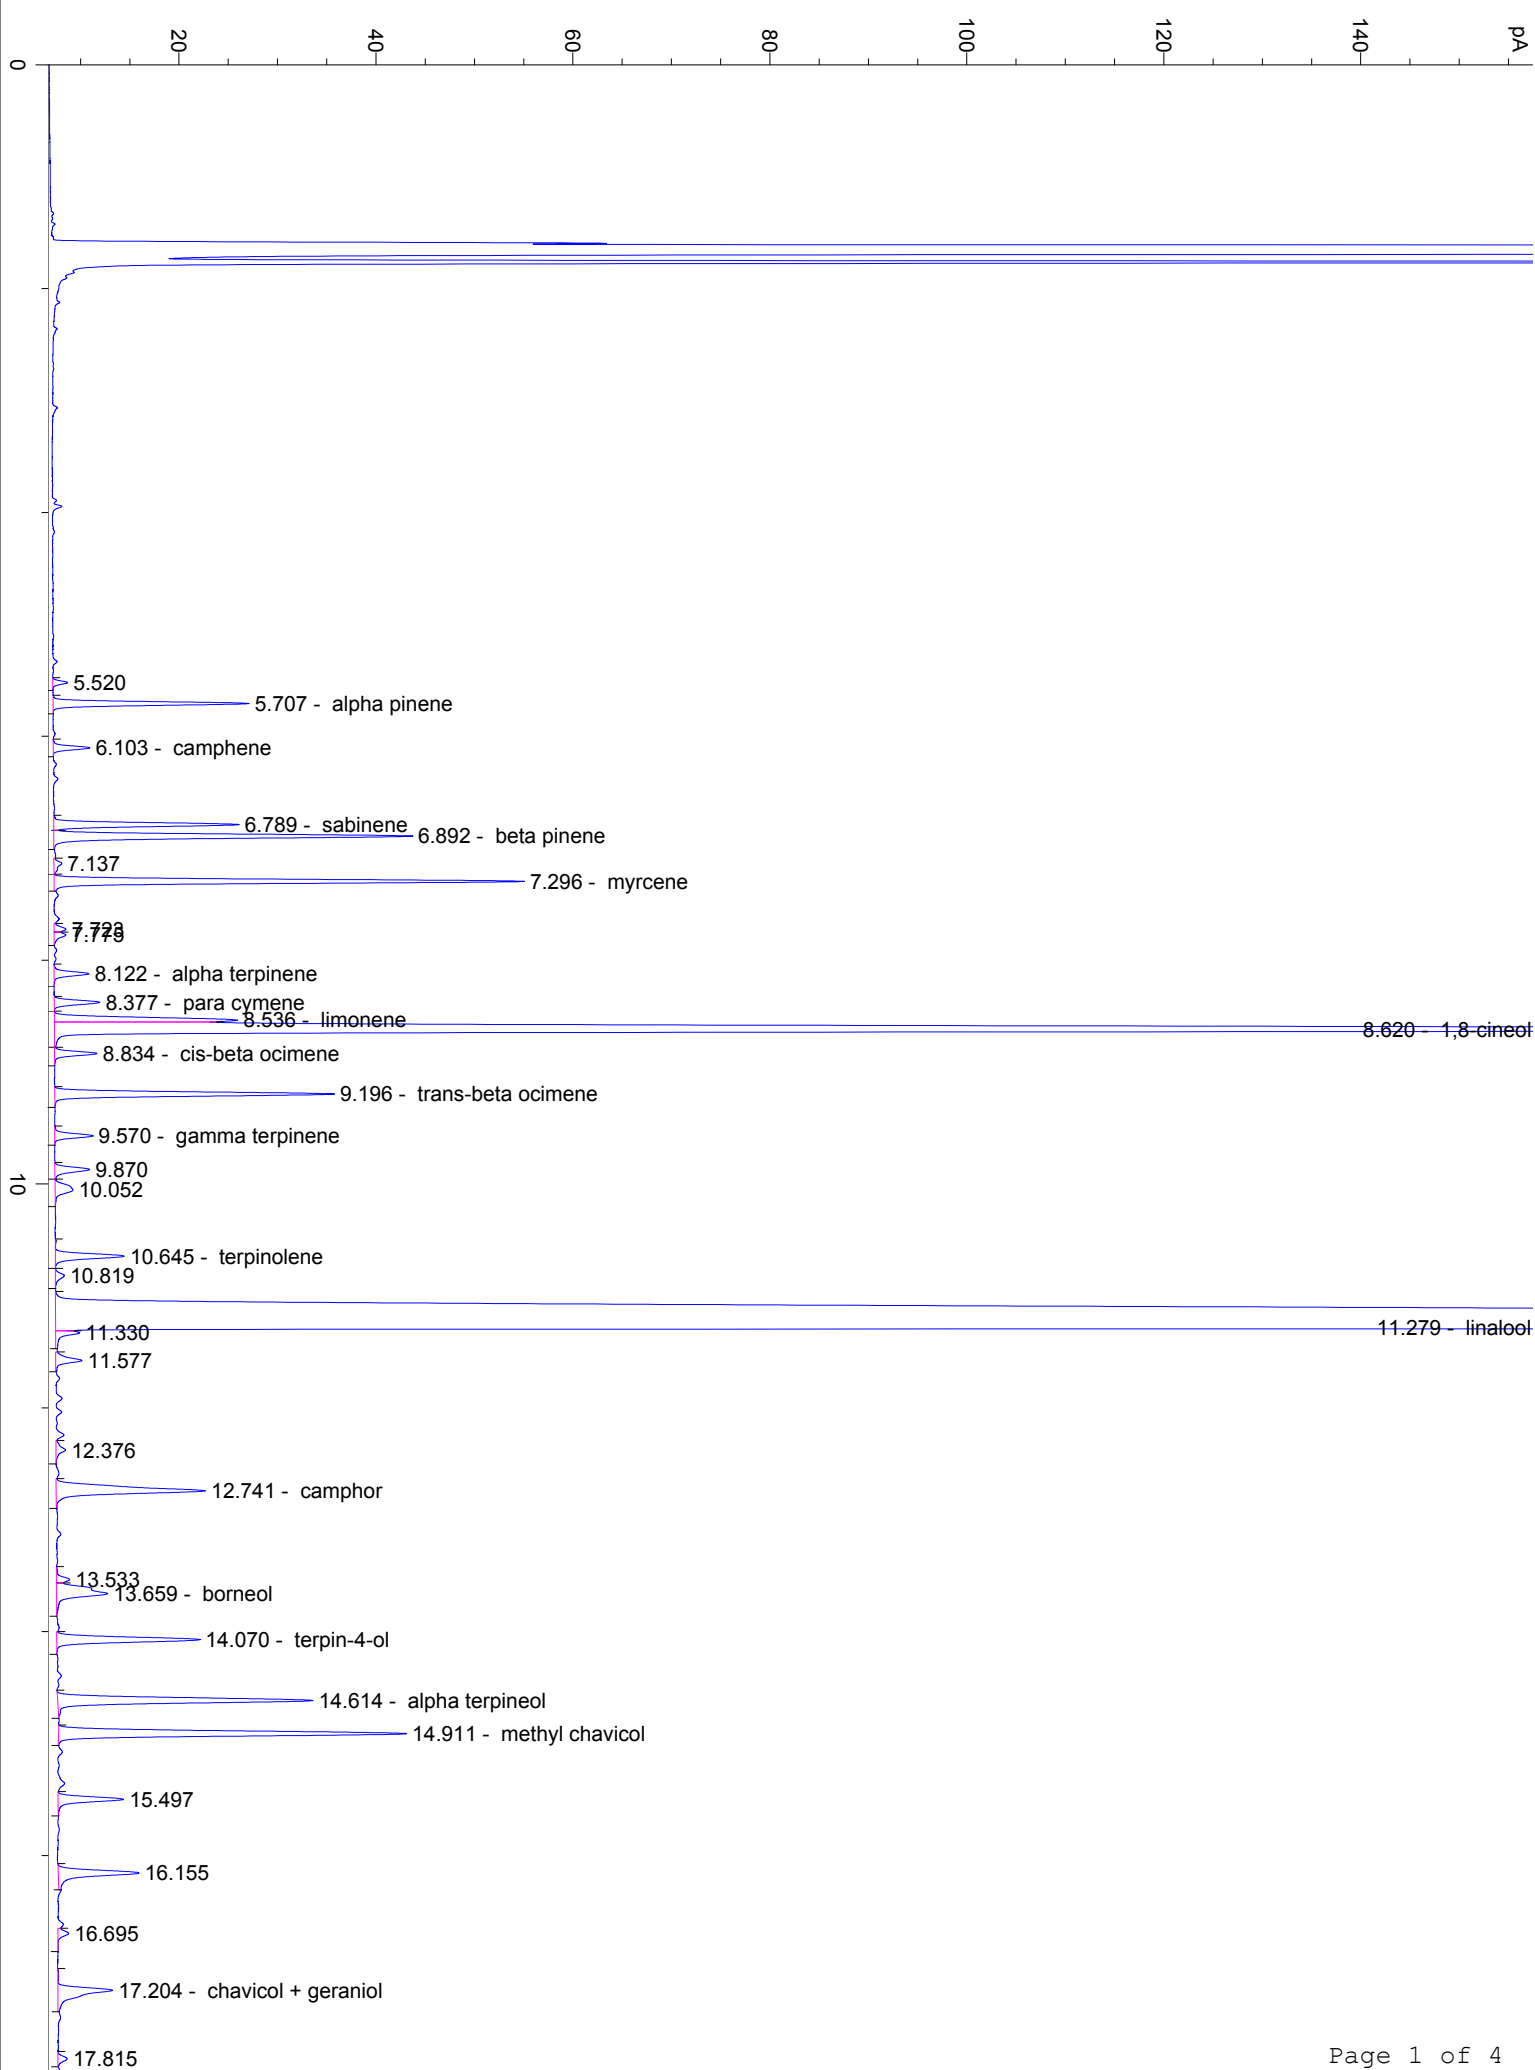 pA
20
40
60
80
100
120
140
0
5.520
5.707 - alpha pinene
6.103 - camphene
6.789 - sabinene
6.892 - beta pinene
7.137
7.296 - myrcene
7.723
7.775
8.122 - alpha terpinene
8.377 - para cymene
8.536 - limonene
8.620 - 1,8-cineol
8.834 - cis-beta ocimene
9.196 - trans-beta ocimene
9.570 - gamma terpinene
9.870
10
10.052
10.645 - terpinolene
10.819
11.279 - linalool
11.330
11.577
12.376
12.741 - camphor
13.533
13.659 - borneol
14.070 - terpin-4-ol
14.614 - alpha terpineol
14.911 - methyl chavicol
15.497
16.155
16.695
17.204 - chavicol + geraniol
17.815
Page 1 of 4